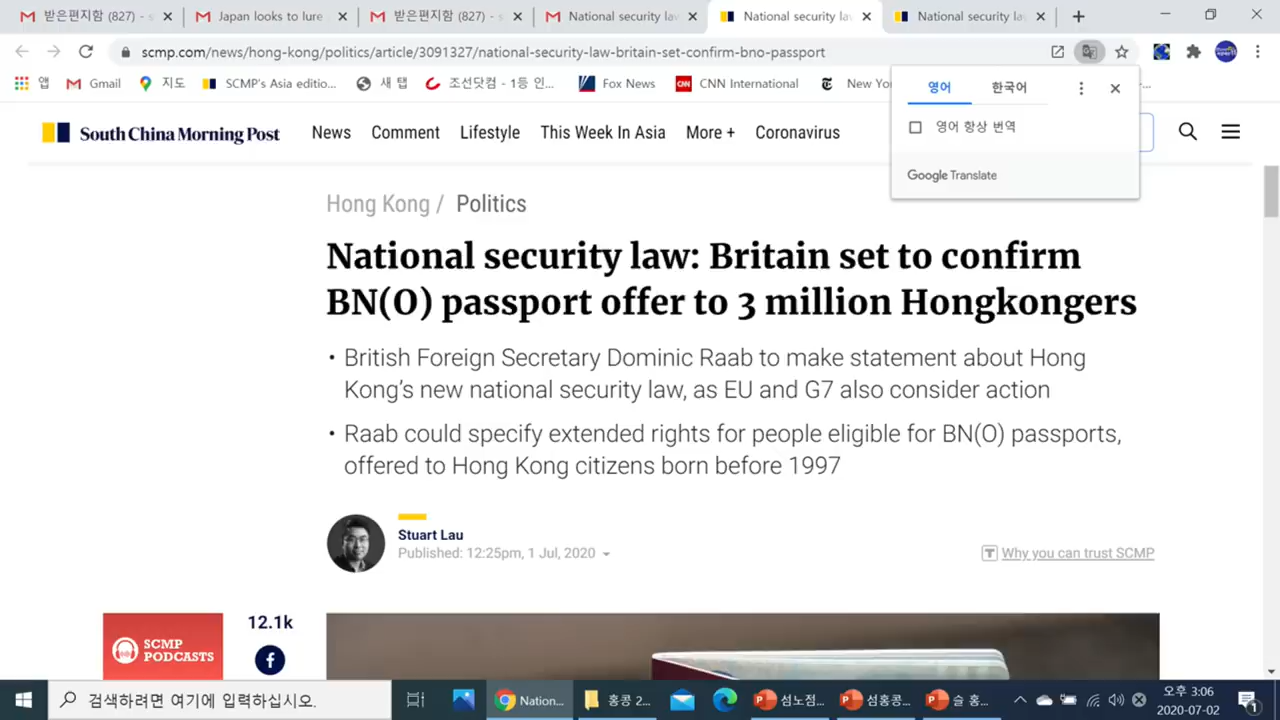 받은편지함 (827) - s
Japan looks to lure
받은편지함 (827) - s
National security law
National security la
National security la
scmp.com/news/hong-kong/politics/article/3091327/national-security-law-britain-set-confirm-bno-passport
앱
Gmail
지도
SCMP's Asia editio...
새 탭
조선닷컴 - 1등 인...
Fox News
CNN International
New Yo
영어
한국어
영어 항상 번역
Google Translate
South China Morning Post
News
Comment
Lifestyle
This Week In Asia
More +
Coronavirus
Hong Kong / Politics
National security law: Britain set to confirm
BN(O) passport offer to 3 million Hongkongers
• British Foreign Secretary Dominic Raab to make statement about Hong
Kong's new national security law, as EU and G7 also consider action
• Raab could specify extended rights for people eligible for BN(O) passports,
offered to Hong Kong citizens born before 1997
Stuart Lau
Published: 12:25pm, 1 Jul, 2020
Why you can trust SCMP
SCMP
PODCASTS
12.1k
검색하려면 여기에 입력하십시오.
Nation...
홍콩 2...
섬노점...
섬홍콩...
슬 홍...
오후 3:06
2020-07-02
1